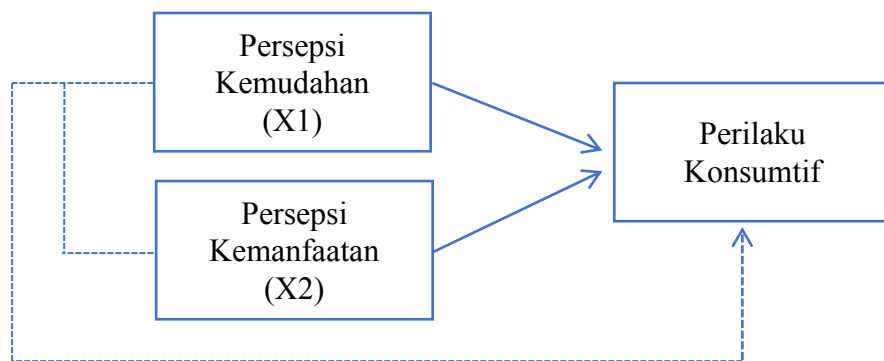 Persepsi
Kemudahan
(X1)
Perilaku
Konsumtif
Persepsi
Kemanfaatan
(X2)